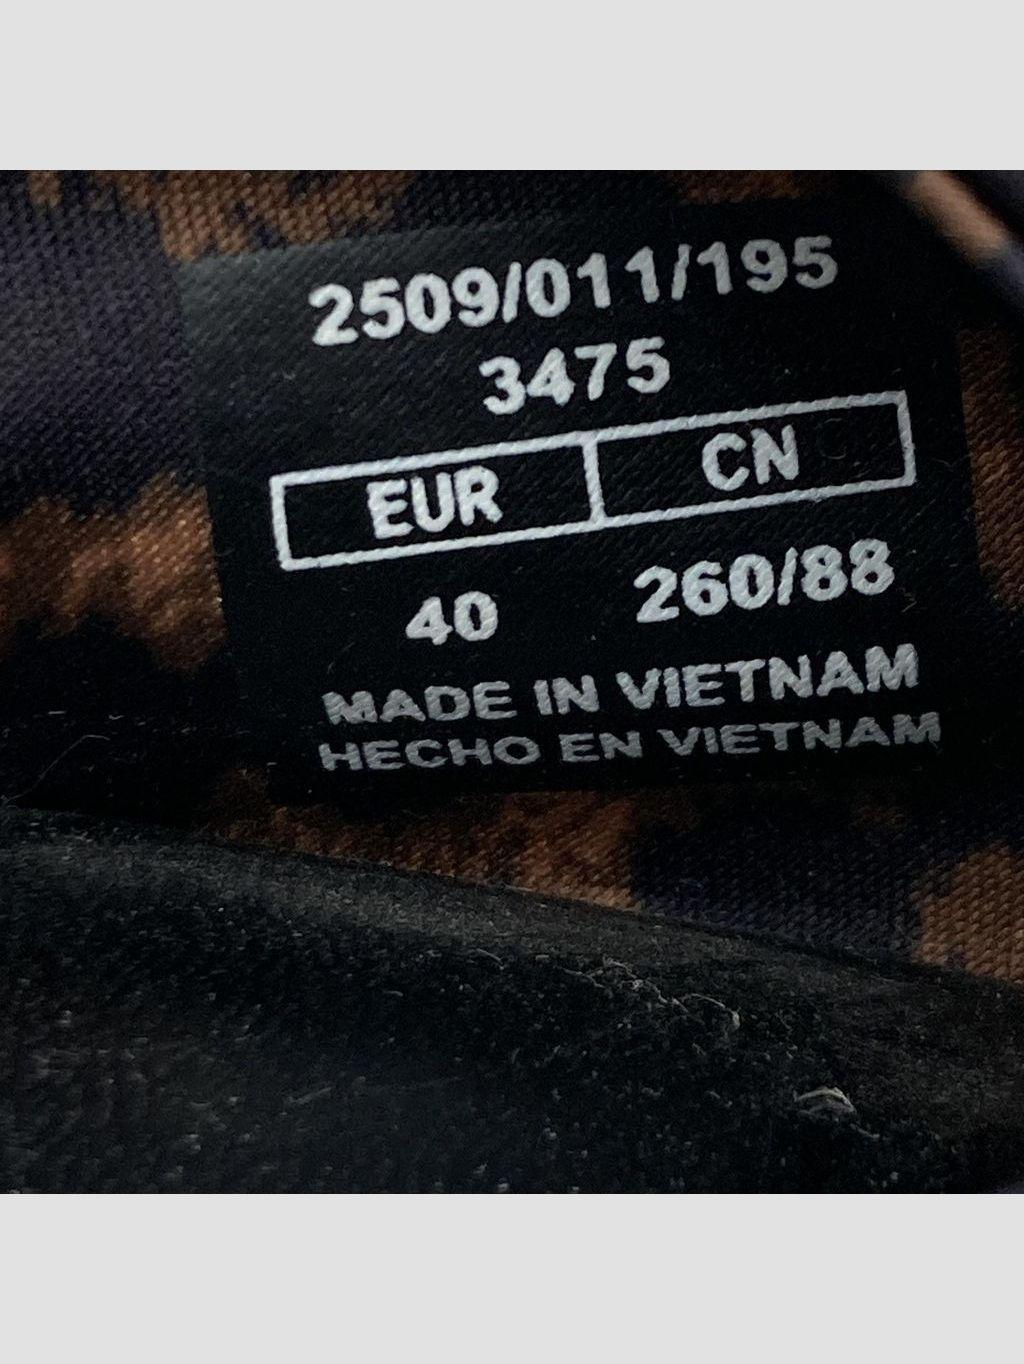 2509/011/195
3475
EUR CN
40 260/88
MADE IN VIETNAM
HECHO EN VIETNAM